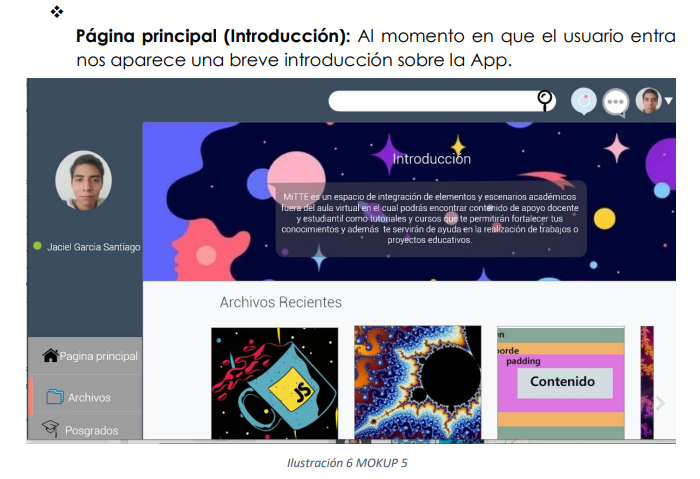 ❖
Página principal (Introducción): Al momento en que el usuario entra
nos aparece una breve introducción sobre la App.
Introducción
MiTTE es un espacio de integración de elementos y escenarios académicos
fuera del aula virtual en el cual podrás encontrar contenido de apoyo docente
y estudiantil como tutoriales y cursos que te permitirán fortalecer tus
conocimientos y además te servirán de ayuda en la realización de trabajos o
proyectos educativos.
Jaciel Garcia Santiago
Archivos Recientes
Pagina principal
Archivos
Posgrados
JS
en
orde
padding
Contenido
Ilustración 6 MOKUP 5